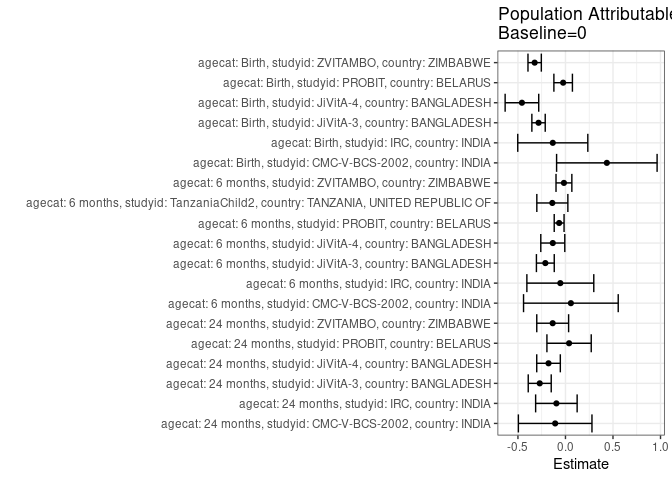 Population Attributable
Baseline=0
agecat: Birth, studyid: ZVITAMBO, country: ZIMBABWE
agecat: Birth, studyid: PROBIT, country: BELARUS
agecat: Birth, studyid: JiVitA-4, country: BANGLADESH
agecat: Birth, studyid: JiVitA-3, country: BANGLADESH
agecat: Birth, studyid: IRC, country: INDIA
agecat: Birth, studyid: CMC-V-BCS-2002, country: INDIA
agecat: 6 months, studyid: ZVITAMBO, country: ZIMBABWE
agecat: 6 months, studyid: TanzaniaChild2, country: TANZANIA, UNITED REPUBLIC OF
agecat: 6 months, studyid: PROBIT, country: BELARUS
agecat: 6 months, studyid: JiVitA-4, country: BANGLADESH
agecat: 6 months, studyid: JiVitA-3, country: BANGLADESH
agecat: 6 months, studyid: IRC, country: INDIA
agecat: 6 months, studyid: CMC-V-BCS-2002, country: INDIA
agecat: 24 months, studyid: ZVITAMBO, country: ZIMBABWE
agecat: 24 months, studyid: PROBIT, country: BELARUS
agecat: 24 months, studyid: JiVitA-4, country: BANGLADESH
agecat: 24 months, studyid: JiVitA-3, country: BANGLADESH
agecat: 24 months, studyid: IRC, country: INDIA
agecat: 24 months, studyid: CMC-V-BCS-2002, country: INDIA
-0.5 0.0 0.5 1.0
Estimate